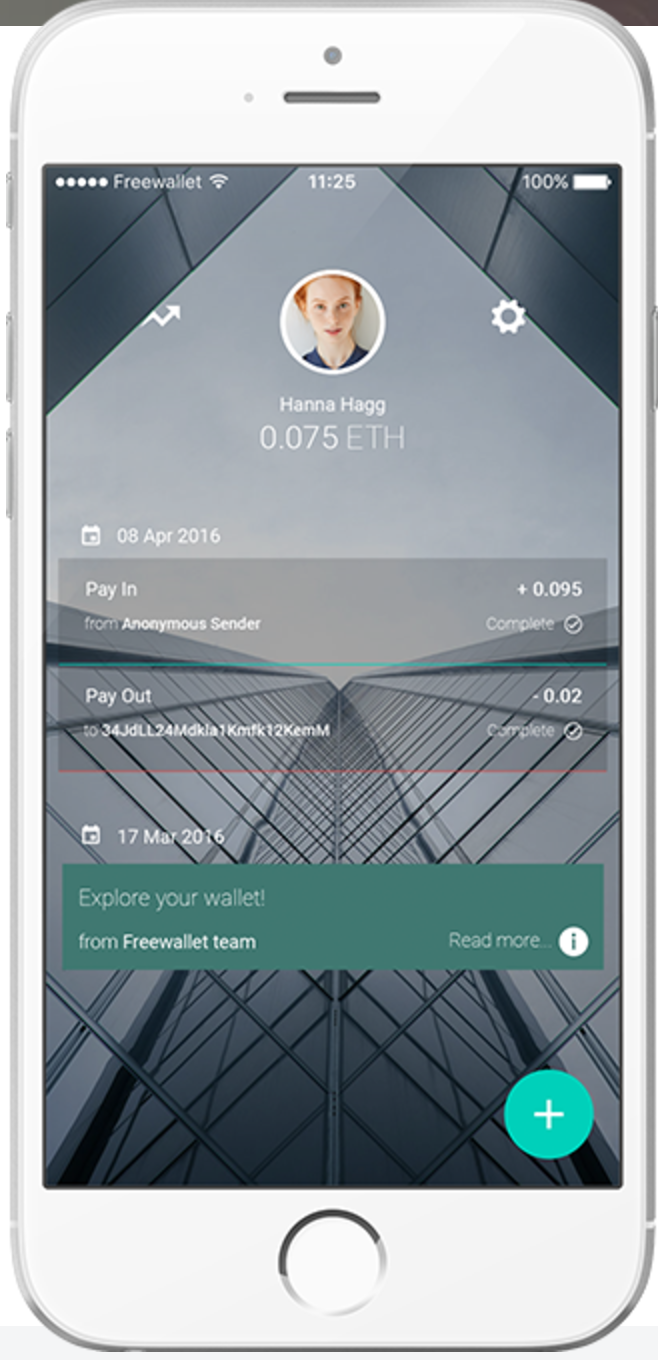 Freewallet 11:25 100%
Hanna Hagg
0.075 ETH
08 Apr 2016
Pay In + 0.095
from Anonymous Sender Complete
Pay Out - 0.02
to 34JdLL24Mdkla1Kmfk12KemM Complete
17 Mar 2016
Explore your wallet!
from Freewallet team Read more... i